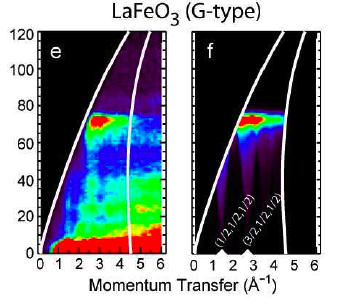 LaFeO₃ (G-type)
120
100
80
60
40
20
0
e
f
(1/2,1/2,1/2)
(3/2,1/2,1/2)
0 1 2 3 4 5 6 0 1 2 3 4 5 6
Momentum Transfer (Å⁻¹)